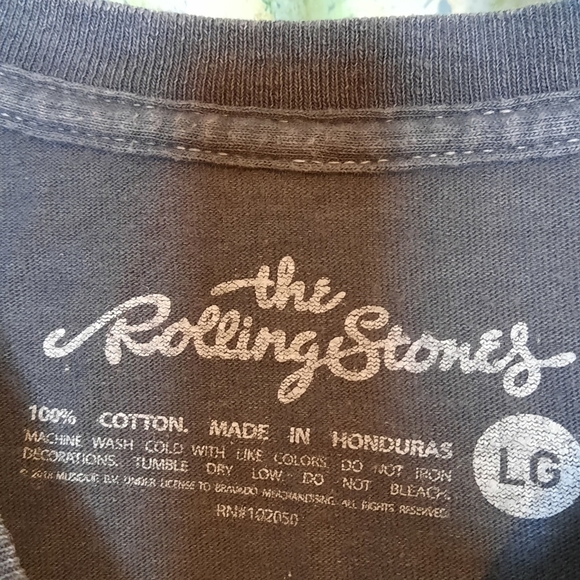 the
Rolling Stones
100% COTTON. MADE IN HONDURAS
MACHINE WASH COLD WITH LIKE COLORS. DO NOT IRON
DECORATIONS. TUMBLE DRY LOW. DO NOT BLEACH.
© 2018 MUSIDOR, B.V. UNDER LICENSE TO BRAVADO MERCHANDISING. ALL RIGHTS RESERVED.
RN#102050
LG